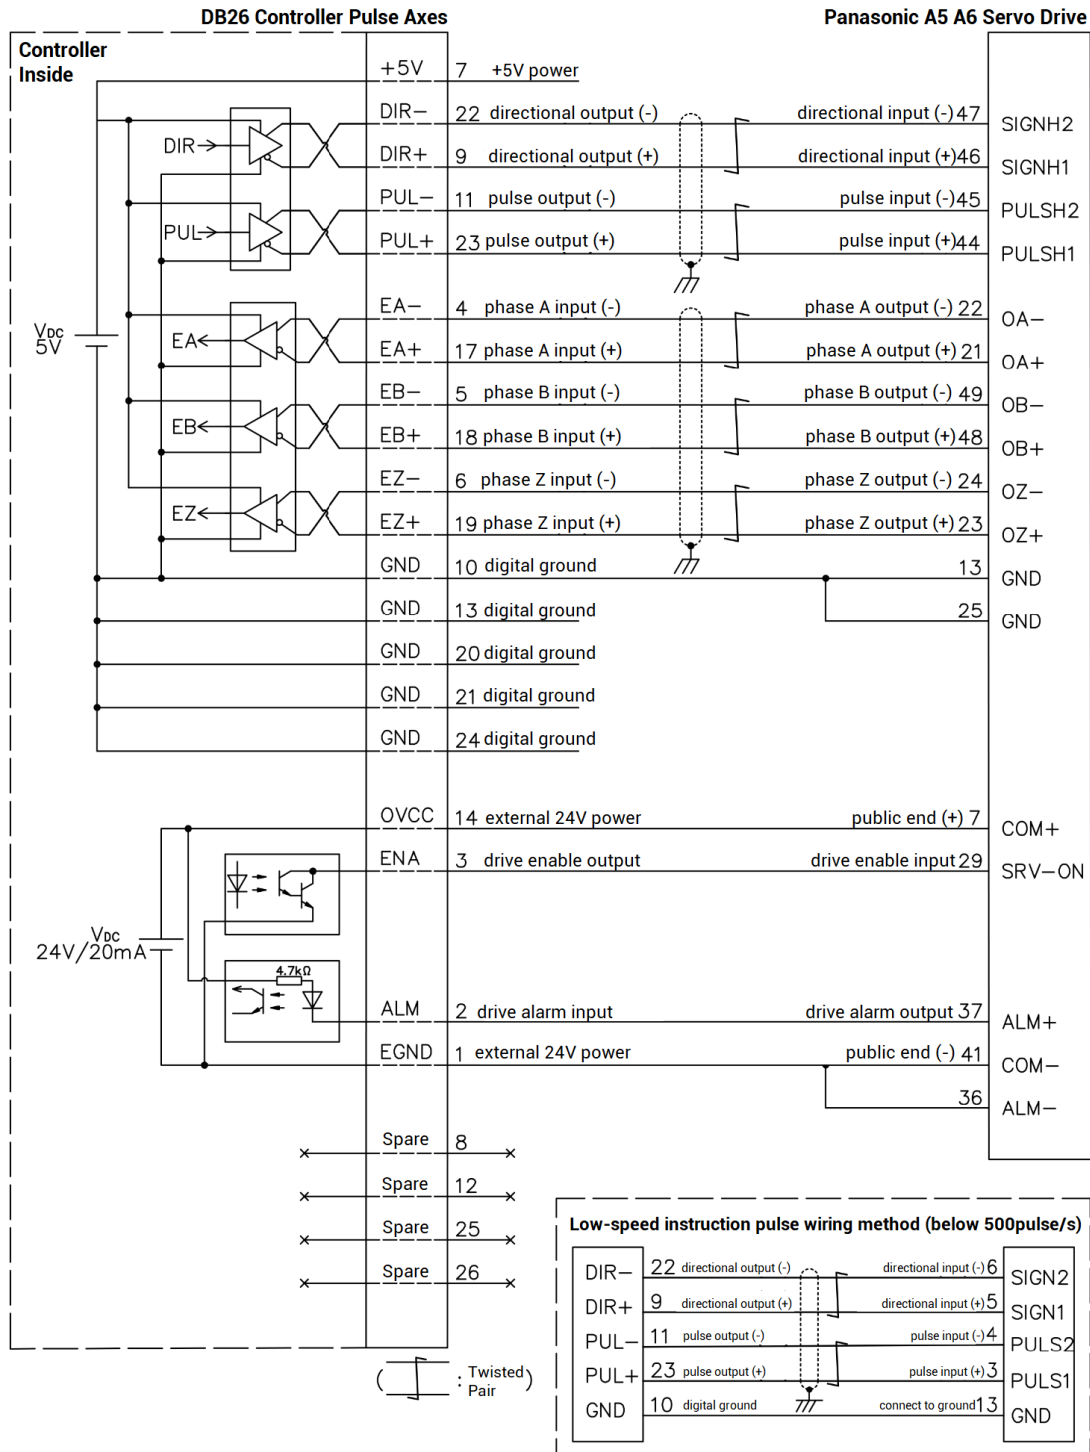 DB26 Controller Pulse Axes
Panasonic A5 A6 Servo Drive
Controller
Inside
+5V 7 +5V power
DIR− 22 directional output (-) directional input (-) 47 SIGNH2
DIR
DIR+ 9 directional output (+) directional input (+) 46 SIGNH1
PUL− 11 pulse output (-) pulse input (-) 45 PULSH2
PUL
PUL+ 23 pulse output (+) pulse input (+) 44 PULSH1
EA− 4 phase A input (-) phase A output (-) 22 OA−
VDC
5V
EA
EA+ 17 phase A input (+) phase A output (+) 21 OA+
EB− 5 phase B input (-) phase B output (-) 49 OB−
EB
EB+ 18 phase B input (+) phase B output (+) 48 OB+
EZ− 6 phase Z input (-) phase Z output (-) 24 OZ−
EZ
EZ+ 19 phase Z input (+) phase Z output (+) 23 OZ+
GND 10 digital ground 13 GND
GND 13 digital ground 25 GND
GND 20 digital ground
GND 21 digital ground
GND 24 digital ground
OVCC 14 external 24V power public end (+) 7 COM+
ENA 3 drive enable output drive enable input 29 SRV−ON
VDC
24V/20mA
4.7kΩ
ALM 2 drive alarm input drive alarm output 37 ALM+
EGND 1 external 24V power public end (-) 41 COM−
36 ALM−
Spare 8
Spare 12
Spare 25
Spare 26
( : Twisted Pair )
Low-speed instruction pulse wiring method (below 500pulse/s)
DIR− 22 directional output (-) directional input (-) 6 SIGN2
DIR+ 9 directional output (+) directional input (+) 5 SIGN1
PUL− 11 pulse output (-) pulse input (-) 4 PULS2
PUL+ 23 pulse output (+) pulse input (+) 3 PULS1
GND 10 digital ground connect to ground 13 GND